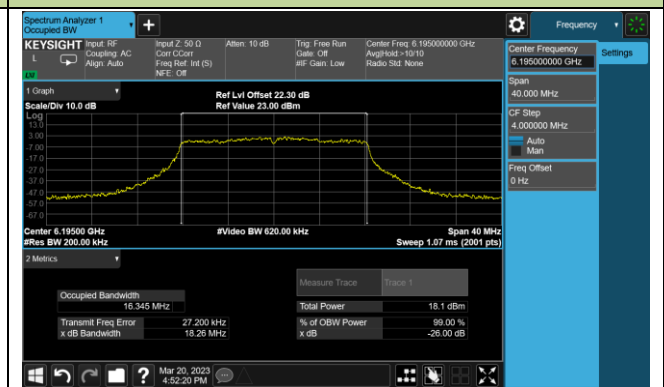 Spectrum Analyzer 1
Occupied BW
+
Frequency
KEYSIGHT
L
Input: RF
Coupling: AC
Align: Auto
Input Z: 50 Ω
Corr CCorr
Freq Ref: Int (S)
NFE: Off
Atten: 10 dB
Trig: Free Run
Gate: Off
#IF Gain: Low
Center Freq: 6.195000000 GHz
Avg|Hold:>10/10
Radio Std: None
Center Frequency
6.195000000 GHz
Settings
Span
40.000 MHz
CF Step
4.000000 MHz
Auto
Man
Freq Offset
0 Hz
1 Graph
Scale/Div 10.0 dB
Ref Lvl Offset 22.30 dB
Ref Value 23.00 dBm
Log
13.0
3.00
-7.00
-17.0
-27.0
-37.0
-47.0
-57.0
-67.0
Center 6.19500 GHz
#Video BW 620.00 kHz
Span 40 MHz
#Res BW 200.00 kHz
Sweep 1.07 ms (2001 pts)
2 Metrics
Measure Trace
Trace 1
Occupied Bandwidth
16.345 MHz
Total Power
18.1 dBm
Transmit Freq Error
27.200 kHz
% of OBW Power
99.00 %
x dB Bandwidth
18.26 MHz
x dB
-26.00 dB
?
Mar 20, 2023
4:52:20 PM